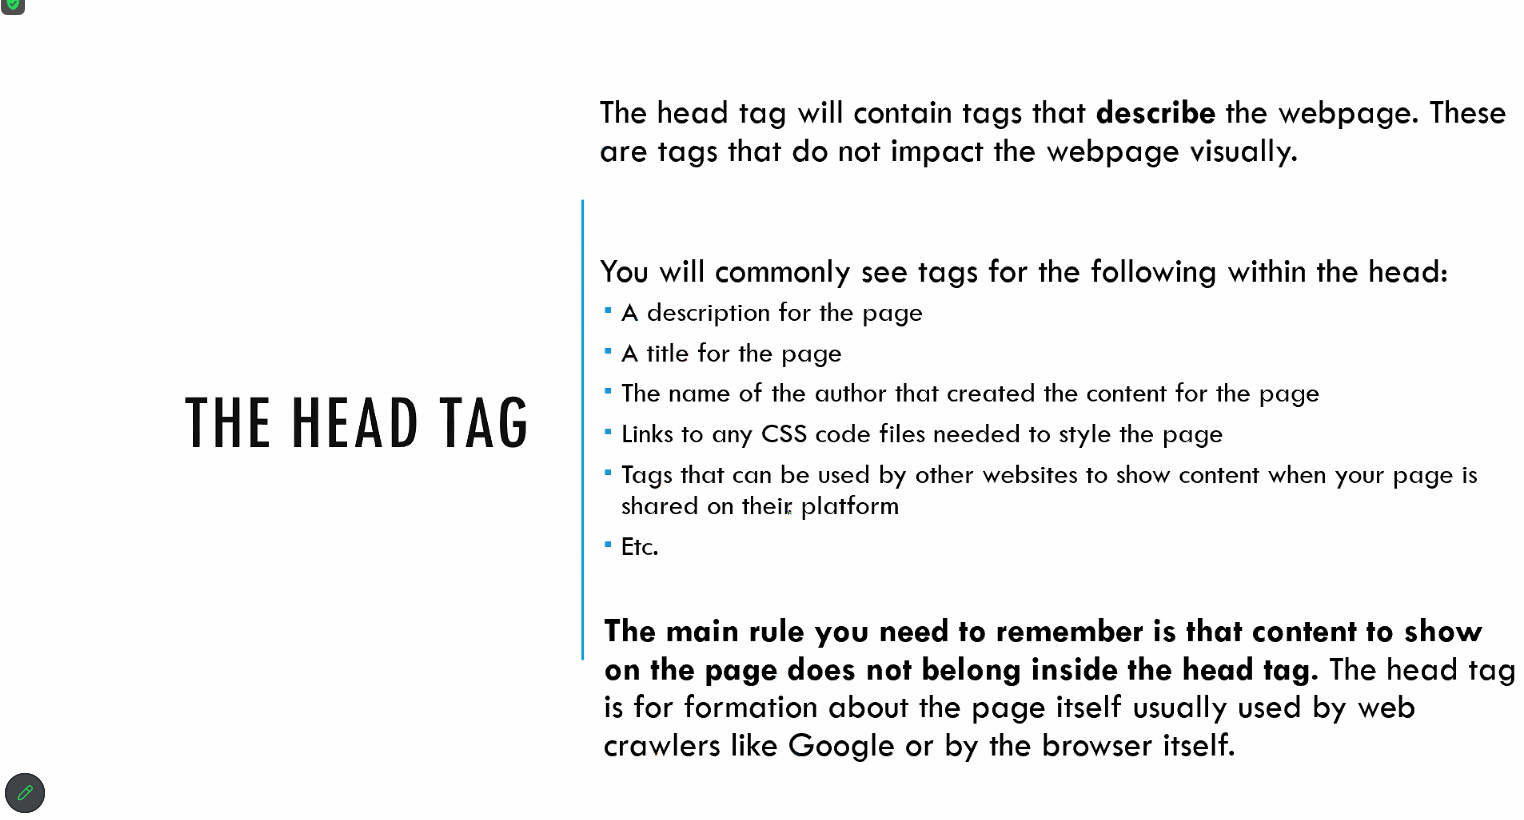 The head tag will contain tags that describe the webpage. These
are tags that do not impact the webpage visually.
You will commonly see tags for the following within the head:
▪ A description for the page
▪ A title for the page
▪ The name of the author that created the content for the page
▪ Links to any CSS code files needed to style the page
▪ Tags that can be used by other websites to show content when your page is
shared on their platform
▪ Etc.
THE HEAD TAG
The main rule you need to remember is that content to show
on the page does not belong inside the head tag. The head tag
is for formation about the page itself usually used by web
crawlers like Google or by the browser itself.